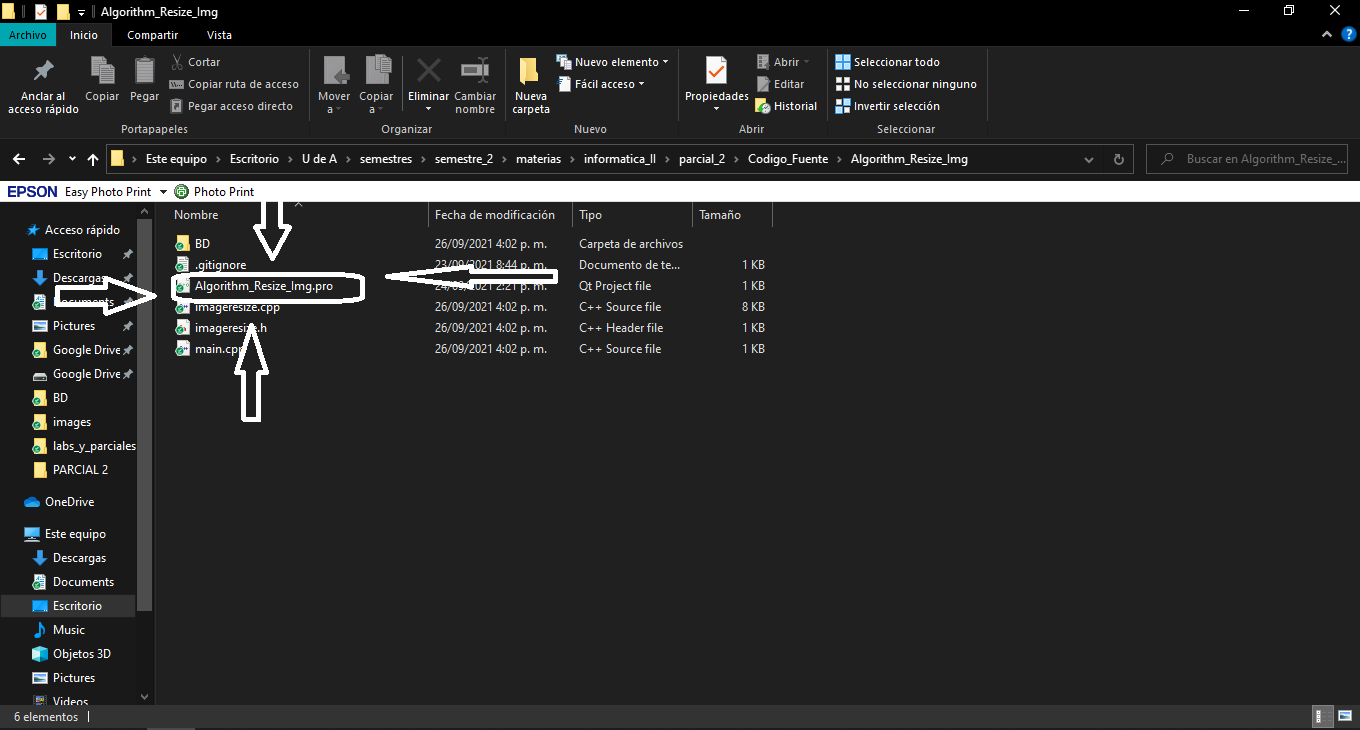 Algorithm_Resize_Img
Archivo Inicio Compartir Vista
Anclar al acceso rápido
Copiar
Pegar
Cortar
Copiar ruta de acceso
Pegar acceso directo
Portapapeles
Mover a
Copiar a
Eliminar
Cambiar nombre
Organizar
Nueva carpeta
Nuevo elemento
Fácil acceso
Nuevo
Propiedades
Abrir
Editar
Historial
Abrir
Seleccionar todo
No seleccionar ninguno
Invertir selección
Seleccionar
Este equipo > Escritorio > U de A > semestres > semestre_2 > materias > informatica_II > parcial_2 > Codigo_Fuente > Algorithm_Resize_Img
Buscar en Algorithm_Resize_...
EPSON Easy Photo Print Photo Print
Acceso rápido
Escritorio
Descargas
Documents
Pictures
Google Drive
Google Drive
BD
images
labs_y_parciales
PARCIAL 2
OneDrive
Este equipo
Descargas
Documents
Escritorio
Music
Objetos 3D
Pictures
Videos
Nombre Fecha de modificación Tipo Tamaño
BD 26/09/2021 4:02 p. m. Carpeta de archivos
.gitignore 23/09/2021 8:44 p. m. Documento de te... 1 KB
Algorithm_Resize_Img.pro 24/09/2021 2:21 p. m. Qt Project file 1 KB
imageresize.cpp 26/09/2021 4:02 p. m. C++ Source file 8 KB
imageresize.h 26/09/2021 4:02 p. m. C++ Header file 1 KB
main.cpp 26/09/2021 4:02 p. m. C++ Source file 1 KB
6 elementos